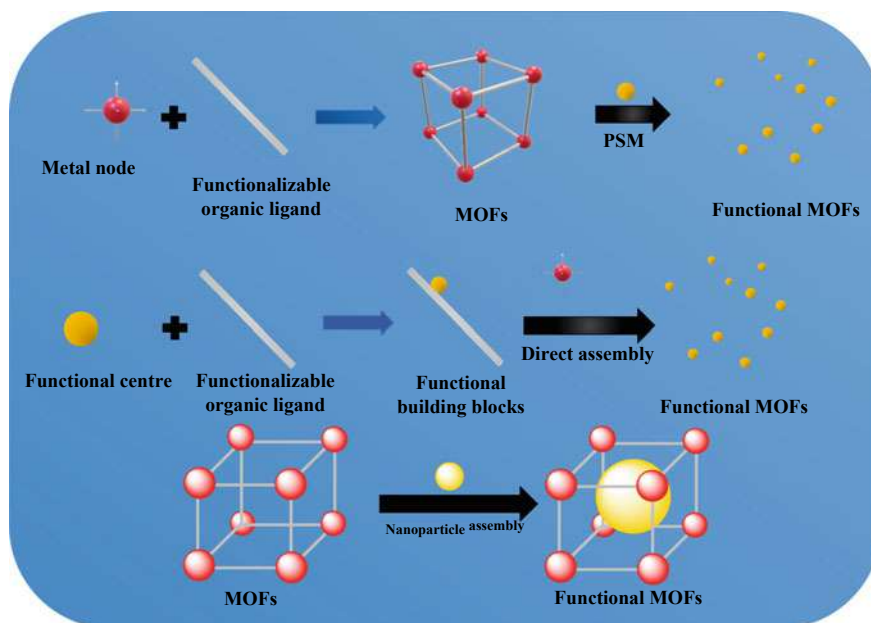 Metal node
Functionalizable
organic ligand
MOFs
PSM
Functional MOFs
Functional centre
Functionalizable
organic ligand
Functional
building blocks
Direct assembly
Functional MOFs
MOFs
Nanoparticle assembly
Functional MOFs